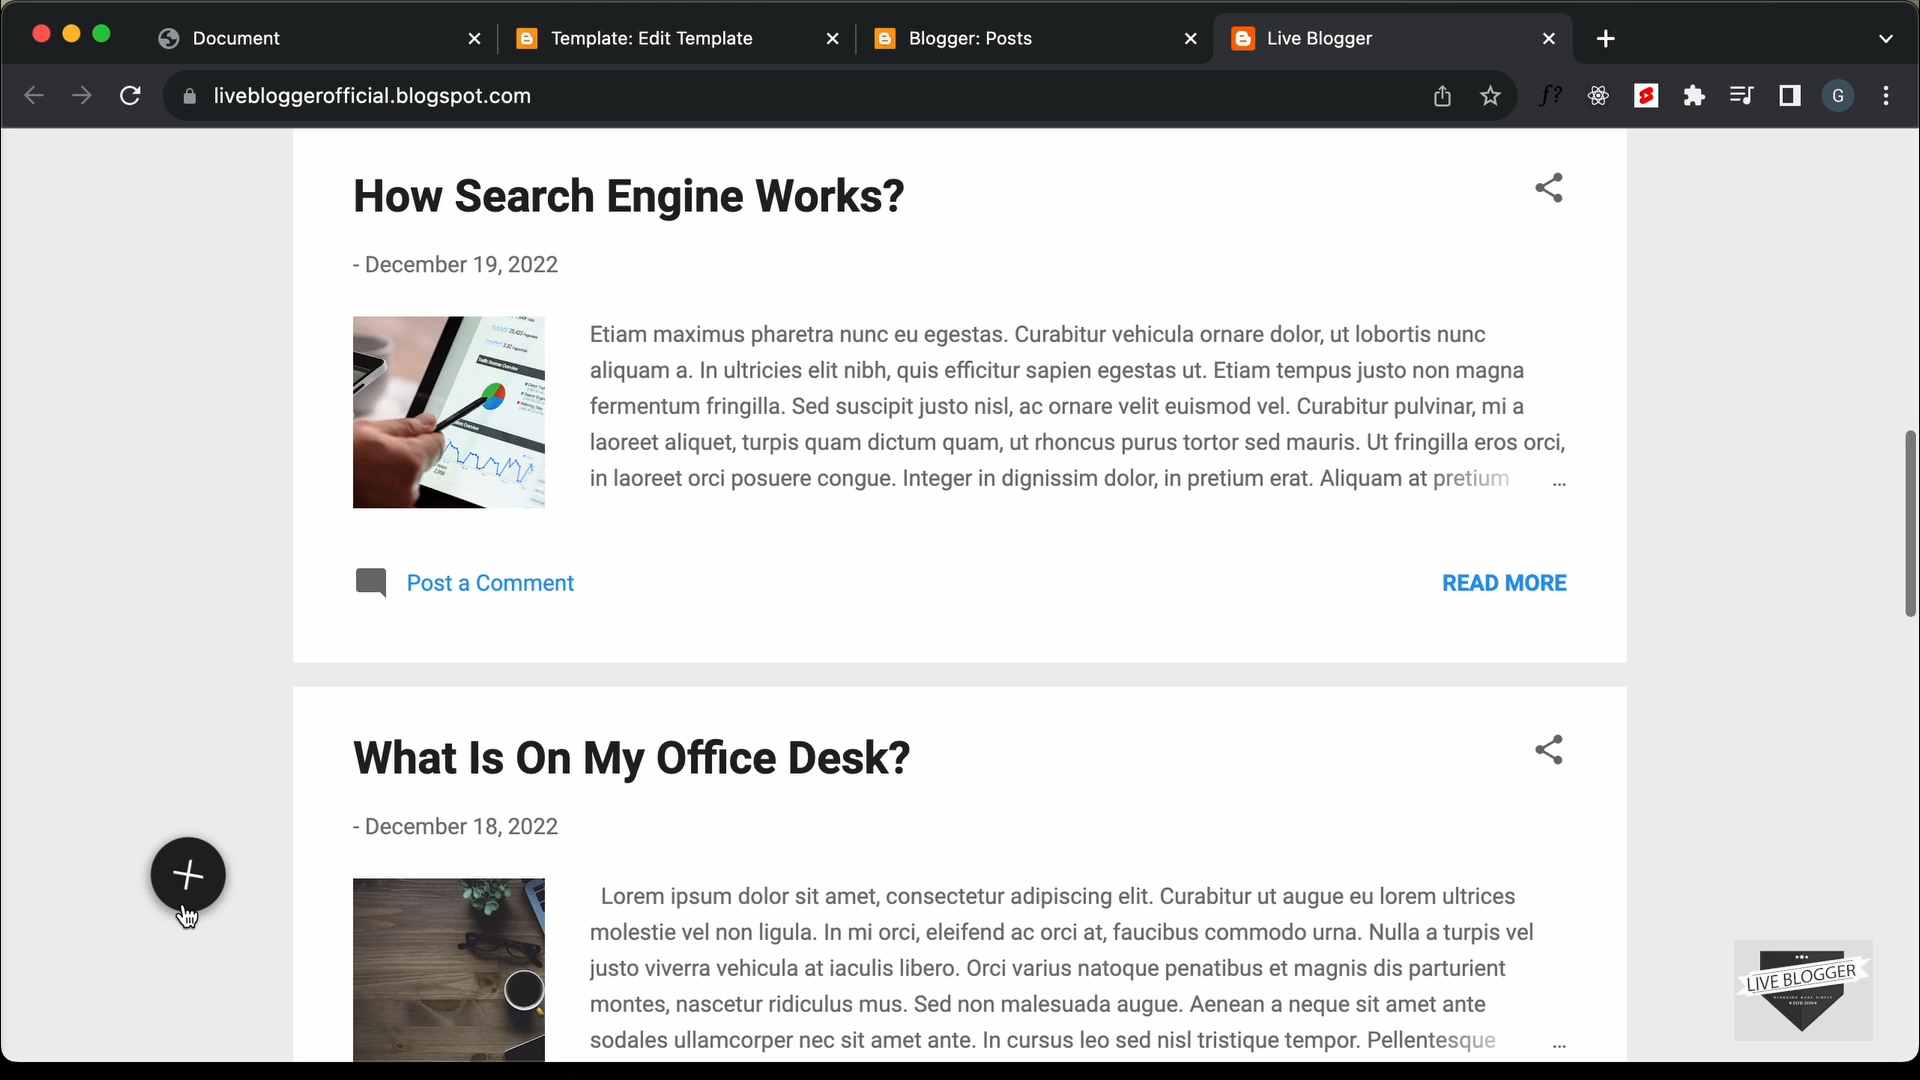 Document
Template: Edit Template
Blogger: Posts
Live Blogger
livebloggerofficial.blogspot.com
f?
G
How Search Engine Works?
- December 19, 2022
Etiam maximus pharetra nunc eu egestas. Curabitur vehicula ornare dolor, ut lobortis nunc
aliquam a. In ultricies elit nibh, quis efficitur sapien egestas ut. Etiam tempus justo non magna
fermentum fringilla. Sed suscipit justo nisl, ac ornare velit euismod vel. Curabitur pulvinar, mi a
laoreet aliquet, turpis quam dictum quam, ut rhoncus purus tortor sed mauris. Ut fringilla eros orci,
in laoreet orci posuere congue. Integer in dignissim dolor, in pretium erat. Aliquam at pretium ...
Post a Comment
READ MORE
What Is On My Office Desk?
- December 18, 2022
Lorem ipsum dolor sit amet, consectetur adipiscing elit. Curabitur ut augue eu lorem ultrices
molestie vel non ligula. In mi orci, eleifend ac orci at, faucibus commodo urna. Nulla a turpis vel
justo viverra vehicula at iaculis libero. Orci varius natoque penatibus et magnis dis parturient
montes, nascetur ridiculus mus. Sed non malesuada augue. Aenean a neque sit amet ante
sodales ullamcorper nec sit amet ante. In cursus leo sed nisl tristique tempor. Pellentesque ...
LIVE BLOGGER